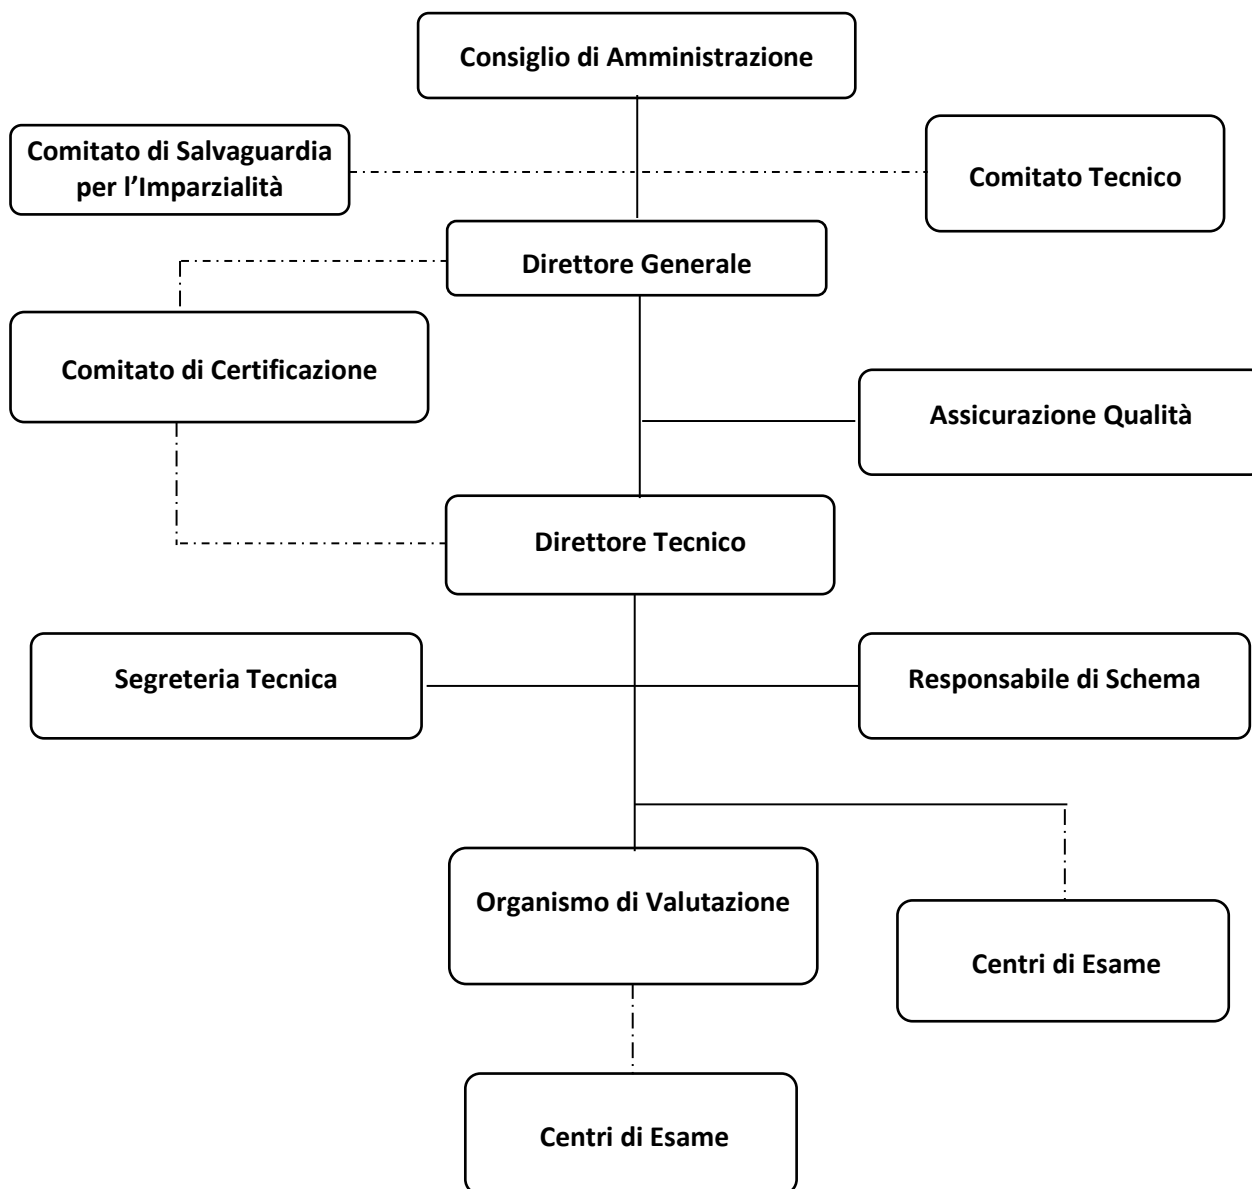 Consiglio di Amministrazione
Comitato di Salvaguardia
per l’Imparzialità
Comitato Tecnico
Direttore Generale
Comitato di Certificazione
Assicurazione Qualità
Direttore Tecnico
Segreteria Tecnica
Responsabile di Schema
Organismo di Valutazione
Centri di Esame
Centri di Esame